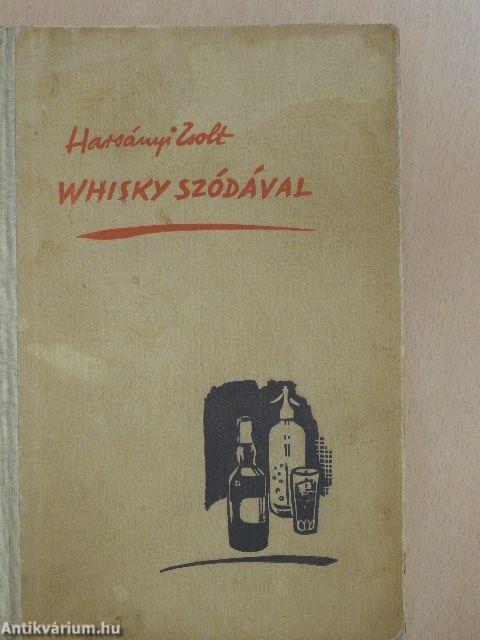 Harsányi Zsolt
WHISKY SZÓDÁVAL
Antikvárium.hu